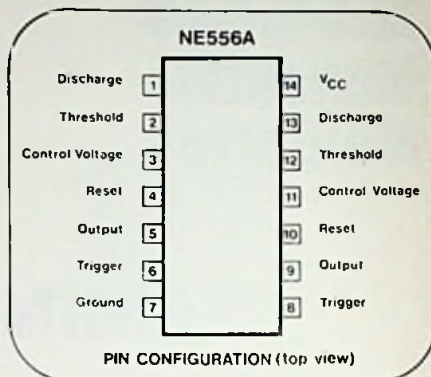 NE556A
Discharge 1 14 VCC
Threshold 2 13 Discharge
Control Voltage 3 12 Threshold
Reset 4 11 Control Voltage
Output 5 10 Reset
Trigger 6 9 Output
Ground 7 8 Trigger
PIN CONFIGURATION (top view)